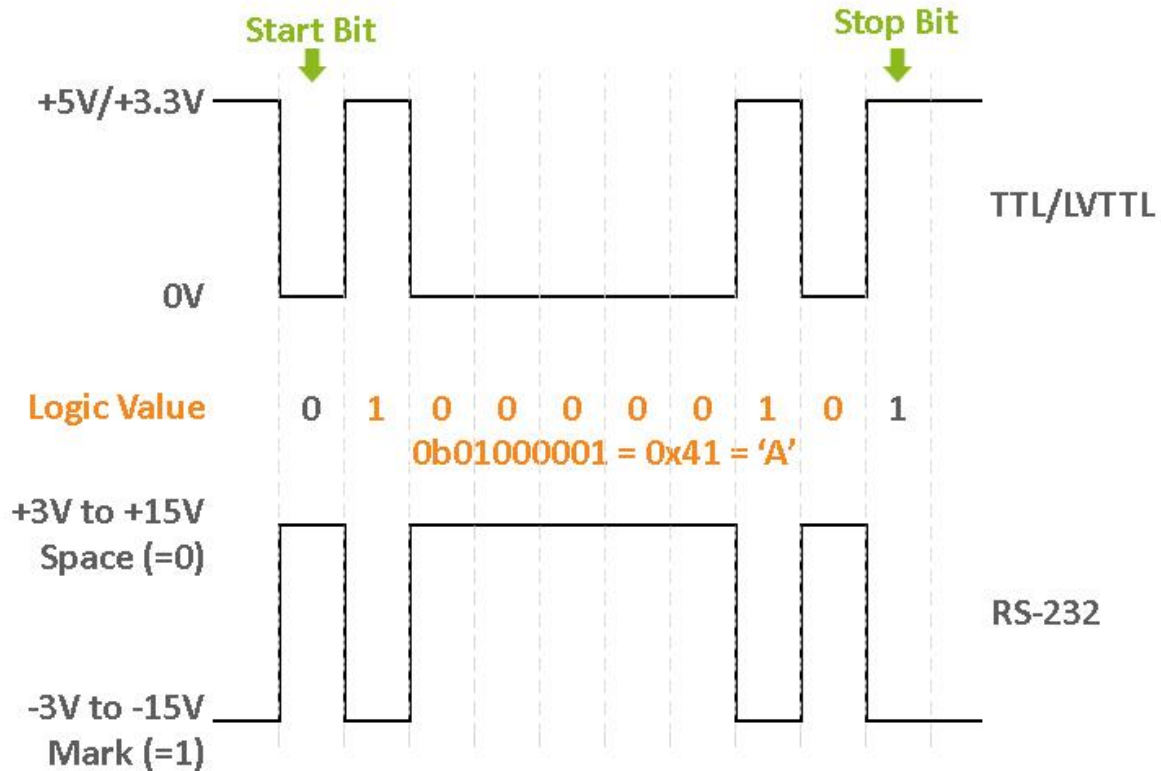 Start Bit
Stop Bit
+5V/+3.3V
TTL/LVTTL
0V
Logic Value 0 1 0 0 0 0 0 1 0 1
0b01000001 = 0x41 = ‘A’
+3V to +15V
Space (=0)
RS-232
-3V to -15V
Mark (=1)